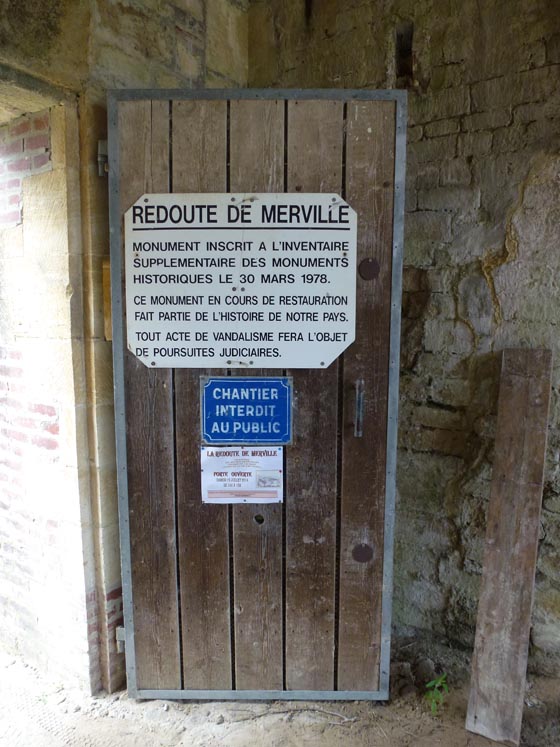 REDOUTE DE MERVILLE
MONUMENT INSCRIT A L'INVENTAIRE
SUPPLEMENTAIRE DES MONUMENTS
HISTORIQUES LE 30 MARS 1978.
CE MONUMENT EN COURS DE RESTAURATION
FAIT PARTIE DE L'HISTOIRE DE NOTRE PAYS.
TOUT ACTE DE VANDALISME FERA L'OBJET
DE POURSUITES JUDICIAIRES.
CHANTIER
INTERDIT
AU PUBLIC
LA REDOUTE DE MERVILLE
PORTE OUVERTE